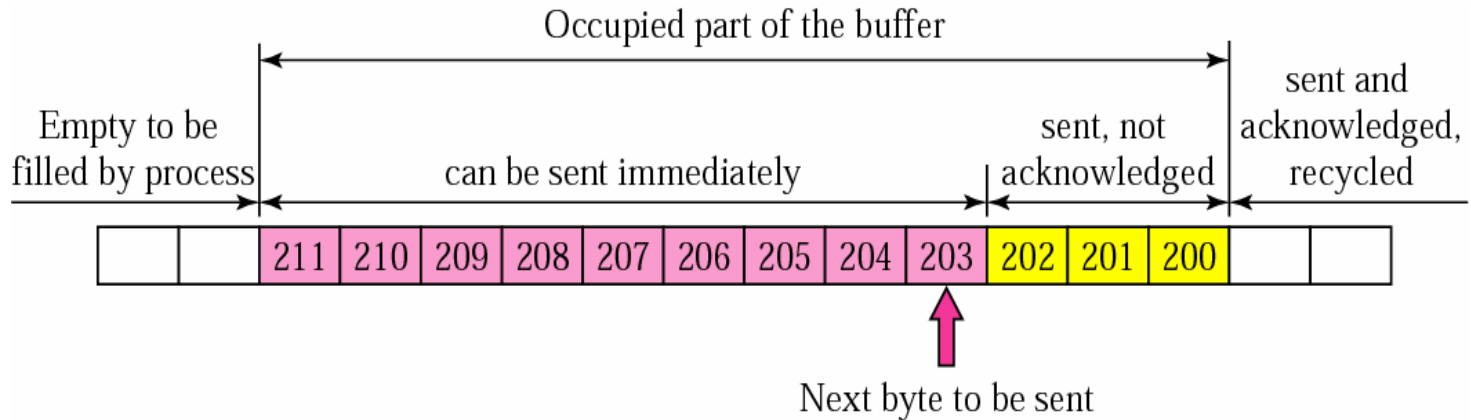 Occupied part of the buffer
Empty to be
filled by process
can be sent immediately
sent, not
acknowledged
sent and
acknowledged,
recycled
211 210 209 208 207 206 205 204 203 202 201 200
Next byte to be sent